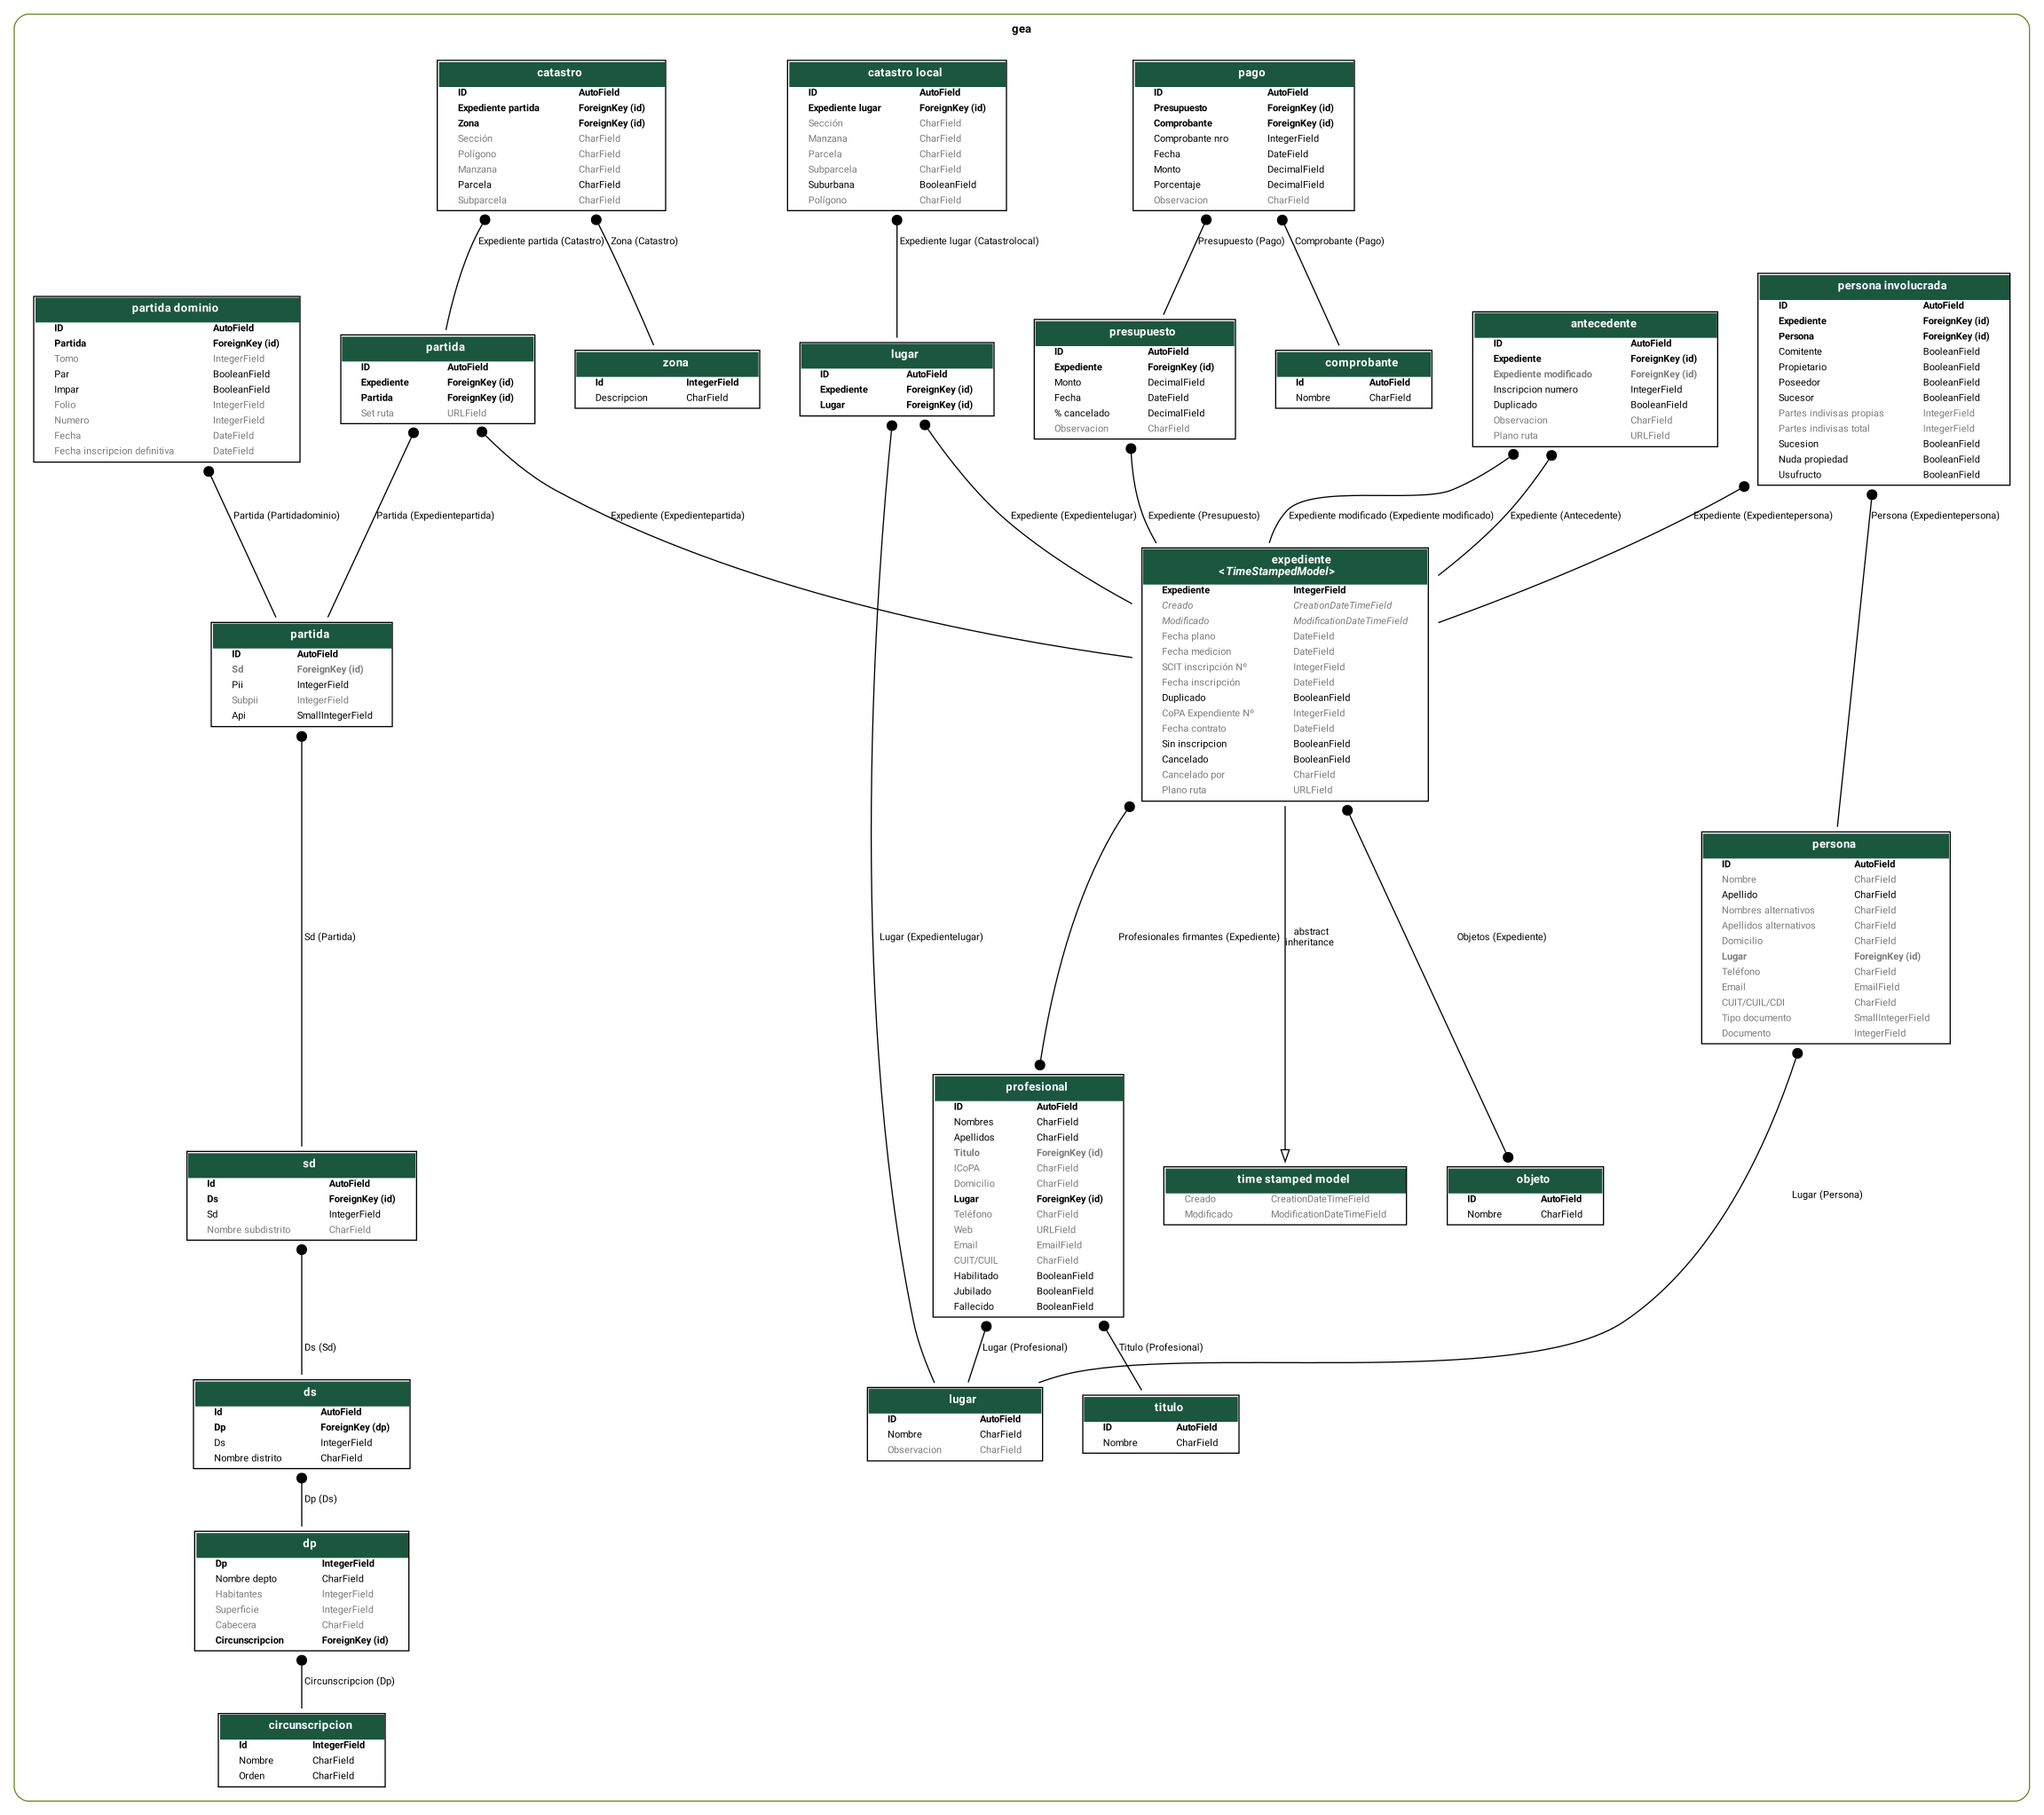 gea
catastro
ID AutoField
Expediente partida ForeignKey (id)
Zona ForeignKey (id)
Sección CharField
Polígono CharField
Manzana CharField
Parcela CharField
Subparcela CharField
catastro local
ID AutoField
Expediente lugar ForeignKey (id)
Sección CharField
Manzana CharField
Parcela CharField
Subparcela CharField
Suburbana BooleanField
Polígono CharField
pago
ID AutoField
Presupuesto ForeignKey (id)
Comprobante ForeignKey (id)
Comprobante nro IntegerField
Fecha DateField
Monto DecimalField
Porcentaje DecimalField
Observacion CharField
Expediente partida (Catastro)
Zona (Catastro)
Expediente lugar (Catastrolocal)
Presupuesto (Pago)
Comprobante (Pago)
partida dominio
ID AutoField
Partida ForeignKey (id)
Tomo IntegerField
Par BooleanField
Impar BooleanField
Folio IntegerField
Numero IntegerField
Fecha DateField
Fecha inscripcion definitiva DateField
partida
ID AutoField
Expediente ForeignKey (id)
Partida ForeignKey (id)
Set ruta URLField
zona
Id IntegerField
Descripcion CharField
lugar
ID AutoField
Expediente ForeignKey (id)
Lugar ForeignKey (id)
presupuesto
ID AutoField
Expediente ForeignKey (id)
Monto DecimalField
Fecha DateField
% cancelado DecimalField
Observacion CharField
comprobante
Id AutoField
Nombre CharField
antecedente
ID AutoField
Expediente ForeignKey (id)
Expediente modificado ForeignKey (id)
Inscripcion numero IntegerField
Duplicado BooleanField
Observacion CharField
Plano ruta URLField
persona involucrada
ID AutoField
Expediente ForeignKey (id)
Persona ForeignKey (id)
Comitente BooleanField
Propietario BooleanField
Poseedor BooleanField
Sucesor BooleanField
Partes indivisas propias IntegerField
Partes indivisas total IntegerField
Sucesion BooleanField
Nuda propiedad BooleanField
Usufructo BooleanField
Partida (Partidadominio)
Partida (Expedientepartida)
Expediente (Expedientepartida)
Expediente (Expedientelugar)
Expediente (Presupuesto)
Expediente modificado (Expediente modificado)
Expediente (Antecedente)
Expediente (Expedientepersona)
Persona (Expedientepersona)
expediente
<TimeStampedModel>
Expediente IntegerField
Creado CreationDateTimeField
Modificado ModificationDateTimeField
Fecha plano DateField
Fecha medicion DateField
SCIT inscripción Nº IntegerField
Fecha inscripción DateField
Duplicado BooleanField
CoPA Expendiente Nº IntegerField
Fecha contrato DateField
Sin inscripcion BooleanField
Cancelado BooleanField
Cancelado por CharField
Plano ruta URLField
partida
ID AutoField
Sd ForeignKey (id)
Pii IntegerField
Subpii IntegerField
Api SmallIntegerField
persona
ID AutoField
Nombre CharField
Apellido CharField
Nombres alternativos CharField
Apellidos alternativos CharField
Domicilio CharField
Lugar ForeignKey (id)
Teléfono CharField
Email EmailField
CUIT/CUIL/CDI CharField
Tipo documento SmallIntegerField
Documento IntegerField
Sd (Partida)
Lugar (Expedientelugar)
Profesionales firmantes (Expediente)
abstract
inheritance
Objetos (Expediente)
profesional
ID AutoField
Nombres CharField
Apellidos CharField
Titulo ForeignKey (id)
ICoPA CharField
Domicilio CharField
Lugar ForeignKey (id)
Teléfono CharField
Web URLField
Email EmailField
CUIT/CUIL CharField
Habilitado BooleanField
Jubilado BooleanField
Fallecido BooleanField
time stamped model
Creado CreationDateTimeField
Modificado ModificationDateTimeField
objeto
ID AutoField
Nombre CharField
sd
Id AutoField
Ds ForeignKey (id)
Sd IntegerField
Nombre subdistrito CharField
Lugar (Persona)
Ds (Sd)
Lugar (Profesional)
Titulo (Profesional)
ds
Id AutoField
Dp ForeignKey (dp)
Ds IntegerField
Nombre distrito CharField
lugar
ID AutoField
Nombre CharField
Observacion CharField
titulo
ID AutoField
Nombre CharField
Dp (Ds)
dp
Dp IntegerField
Nombre depto CharField
Habitantes IntegerField
Superficie IntegerField
Cabecera CharField
Circunscripcion ForeignKey (id)
Circunscripcion (Dp)
circunscripcion
Id IntegerField
Nombre CharField
Orden CharField